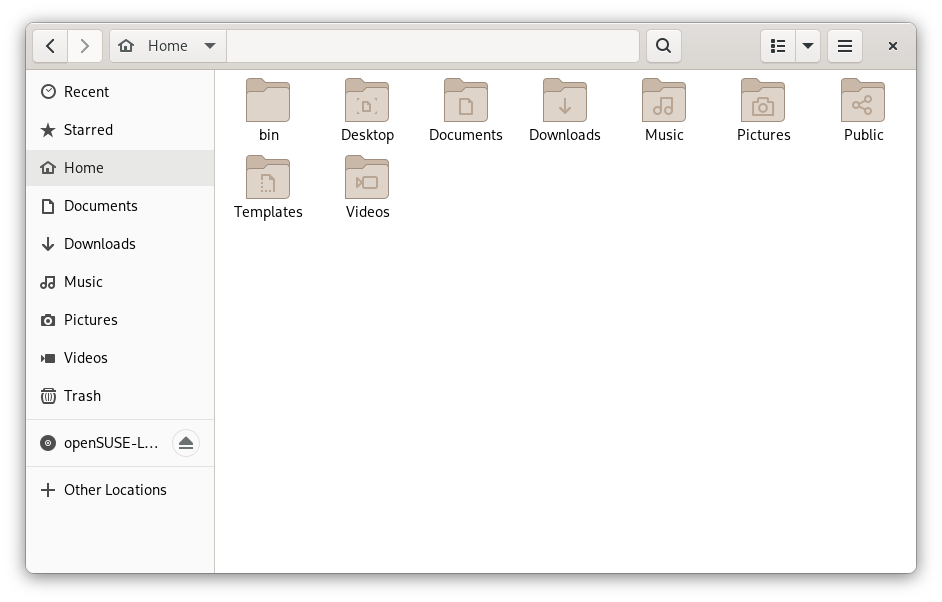 Home
Recent
Starred
Home
Documents
Downloads
Music
Pictures
Videos
Trash
openSUSE-L...
Other Locations
bin Desktop Documents Downloads Music Pictures Public
Templates Videos